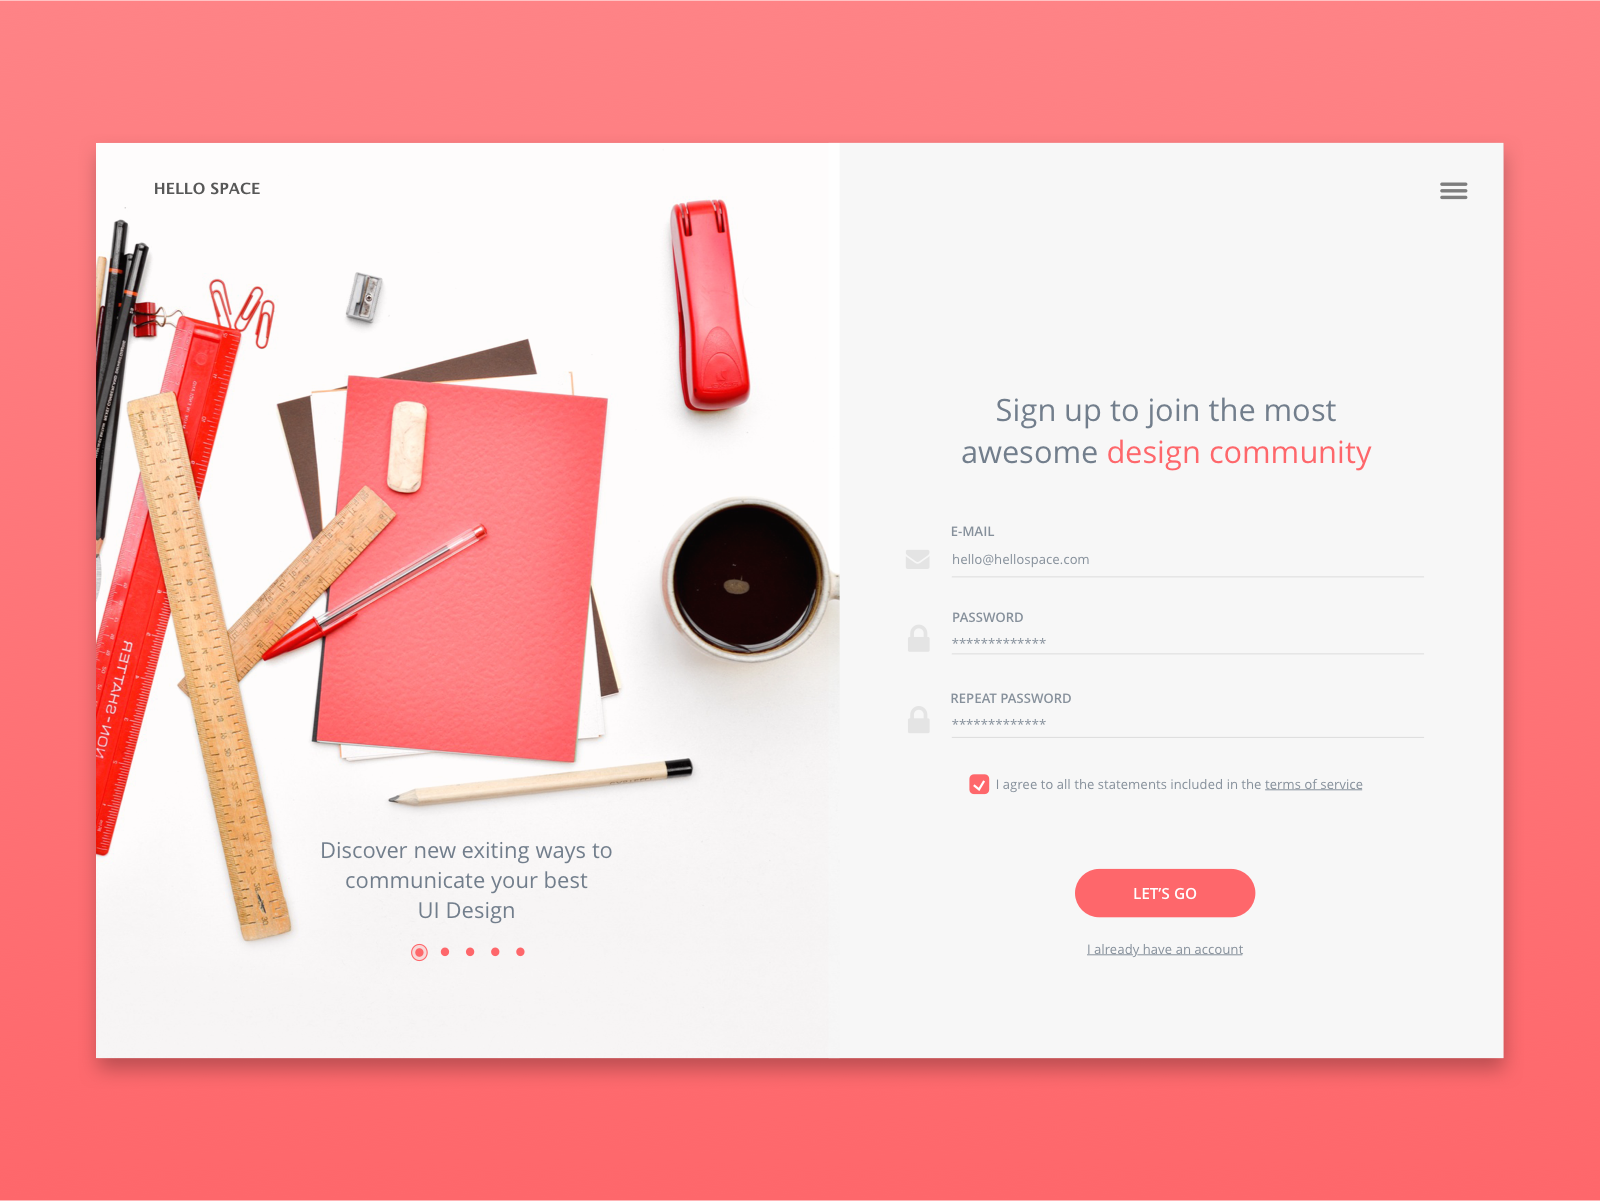 HELLO SPACE
SHATTER-NON
Discover new exiting ways to
communicate your best
UI Design
Sign up to join the most
awesome design community
E-MAIL
hello@hellospace.com
PASSWORD
*************
REPEAT PASSWORD
*************
I agree to all the statements included in the terms of service
LET'S GO
I already have an account